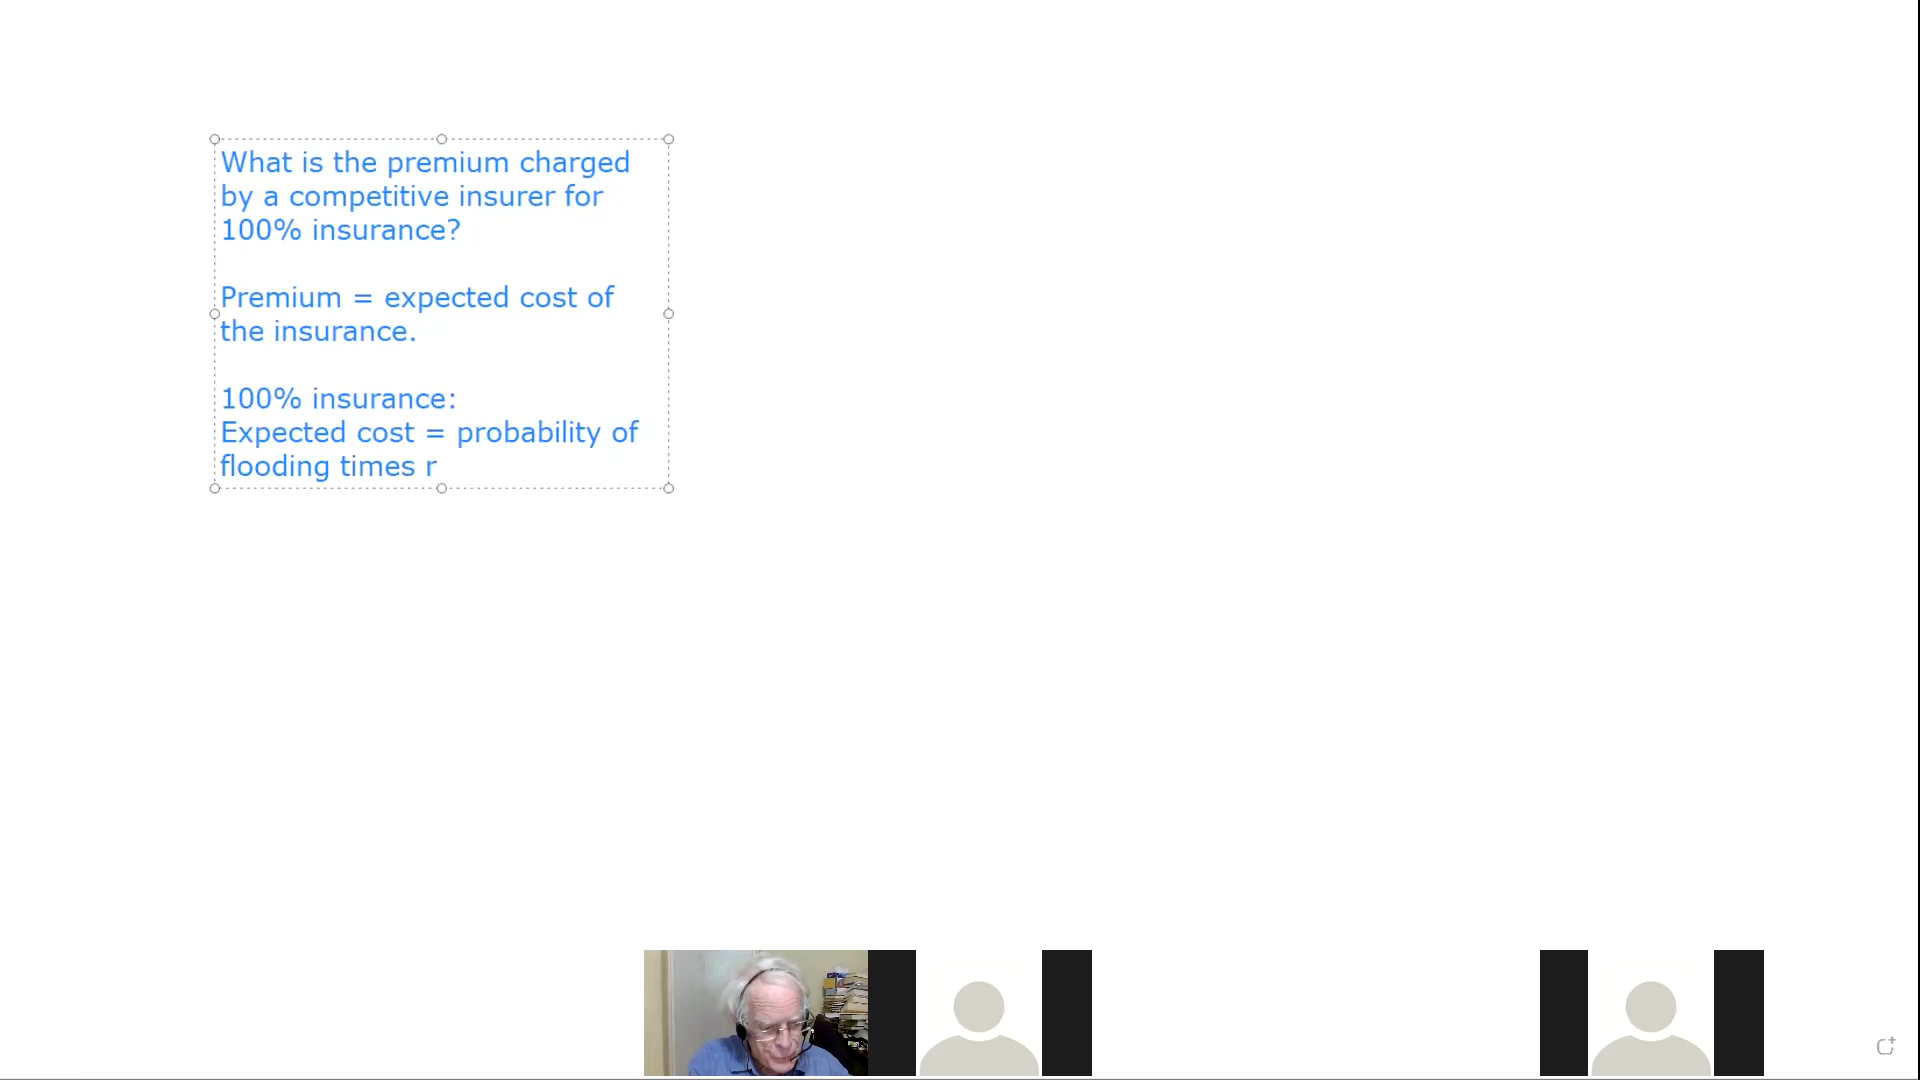 What is the premium charged
by a competitive insurer for
100% insurance?
Premium = expected cost of
the insurance.
100% insurance:
Expected cost = probability of
flooding times r